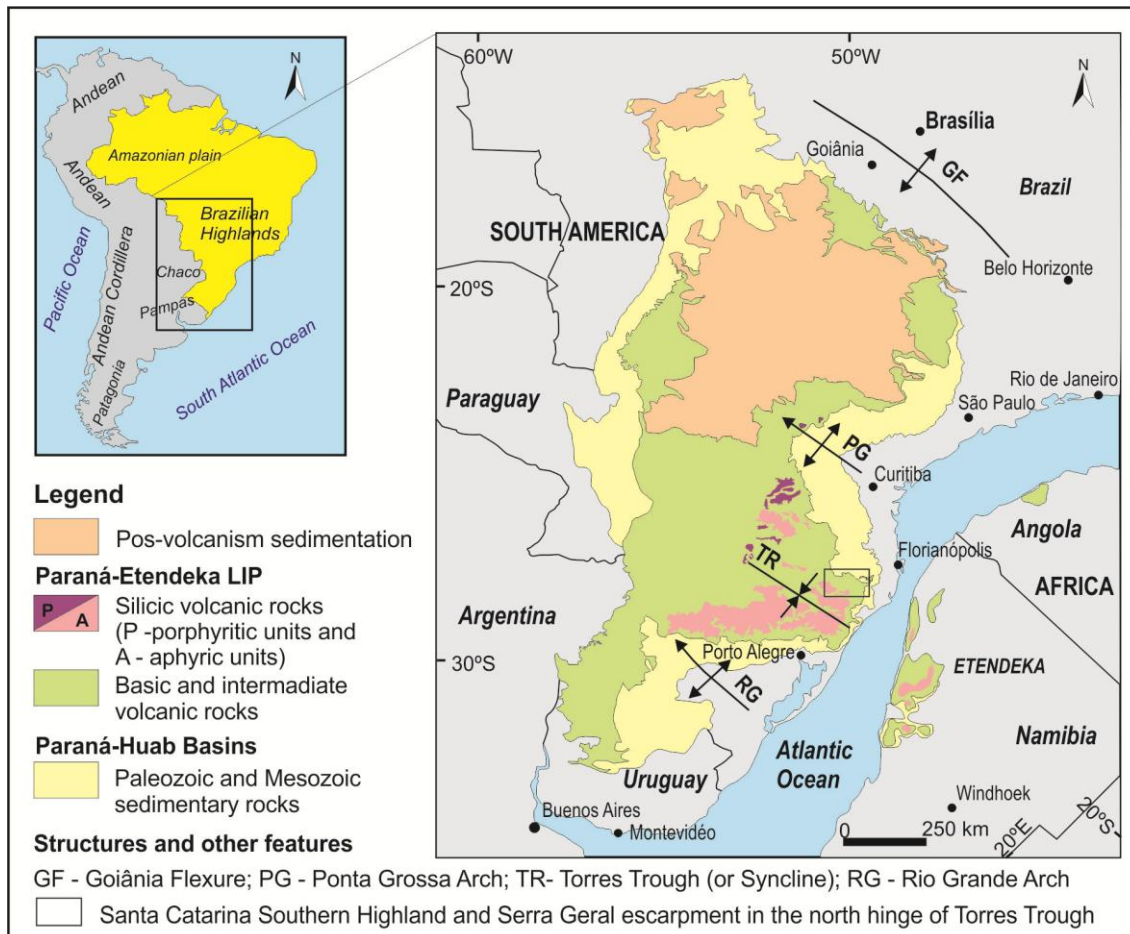 N
Andean
Amazonian plain
Andean
Brazilian
Highlands
Pacific Ocean
Andean Cordillera
Chaco
Pampas
Patagonia
South Atlantic Ocean
60ºW
50ºW
N
Brasília
Goiânia
GF
Brazil
SOUTH AMERICA
Belo Horizonte
20ºS
Rio de Janeiro
São Paulo
Paraguay
PG
Curitiba
Angola
Florianópolis
TR
AFRICA
Argentina
Porto Alegre
30ºS
ETENDEKA
RG
Atlantic
Ocean
Namibia
Uruguay
Windhoek
Buenos Aires
Montevidéo
0
250 km
20ºE
20ºS
Legend
Pos-volcanism sedimentation
Paraná-Etendeka LIP
P
A
Silicic volcanic rocks
(P -porphyritic units and
A - aphyric units)
Basic and intermadiate
volcanic rocks
Paraná-Huab Basins
Paleozoic and Mesozoic
sedimentary rocks
Structures and other features
GF - Goiânia Flexure; PG - Ponta Grossa Arch; TR- Torres Trough (or Syncline); RG - Rio Grande Arch
Santa Catarina Southern Highland and Serra Geral escarpment in the north hinge of Torres Trough